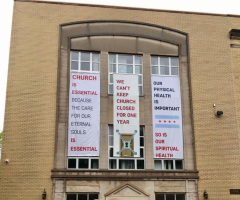 CHURCH
IS
ESSENTIAL
BECAUSE
THE CARE
FOR OUR
ETERNAL
SOULS
IS
ESSENTIAL
WE
CAN'T
KEEP
CHURCH
CLOSED
FOR ONE
YEAR
OUR
PHYSICAL
HEALTH IS
IMPORTANT
SO IS
OUR
SPIRITUAL
HEALTH